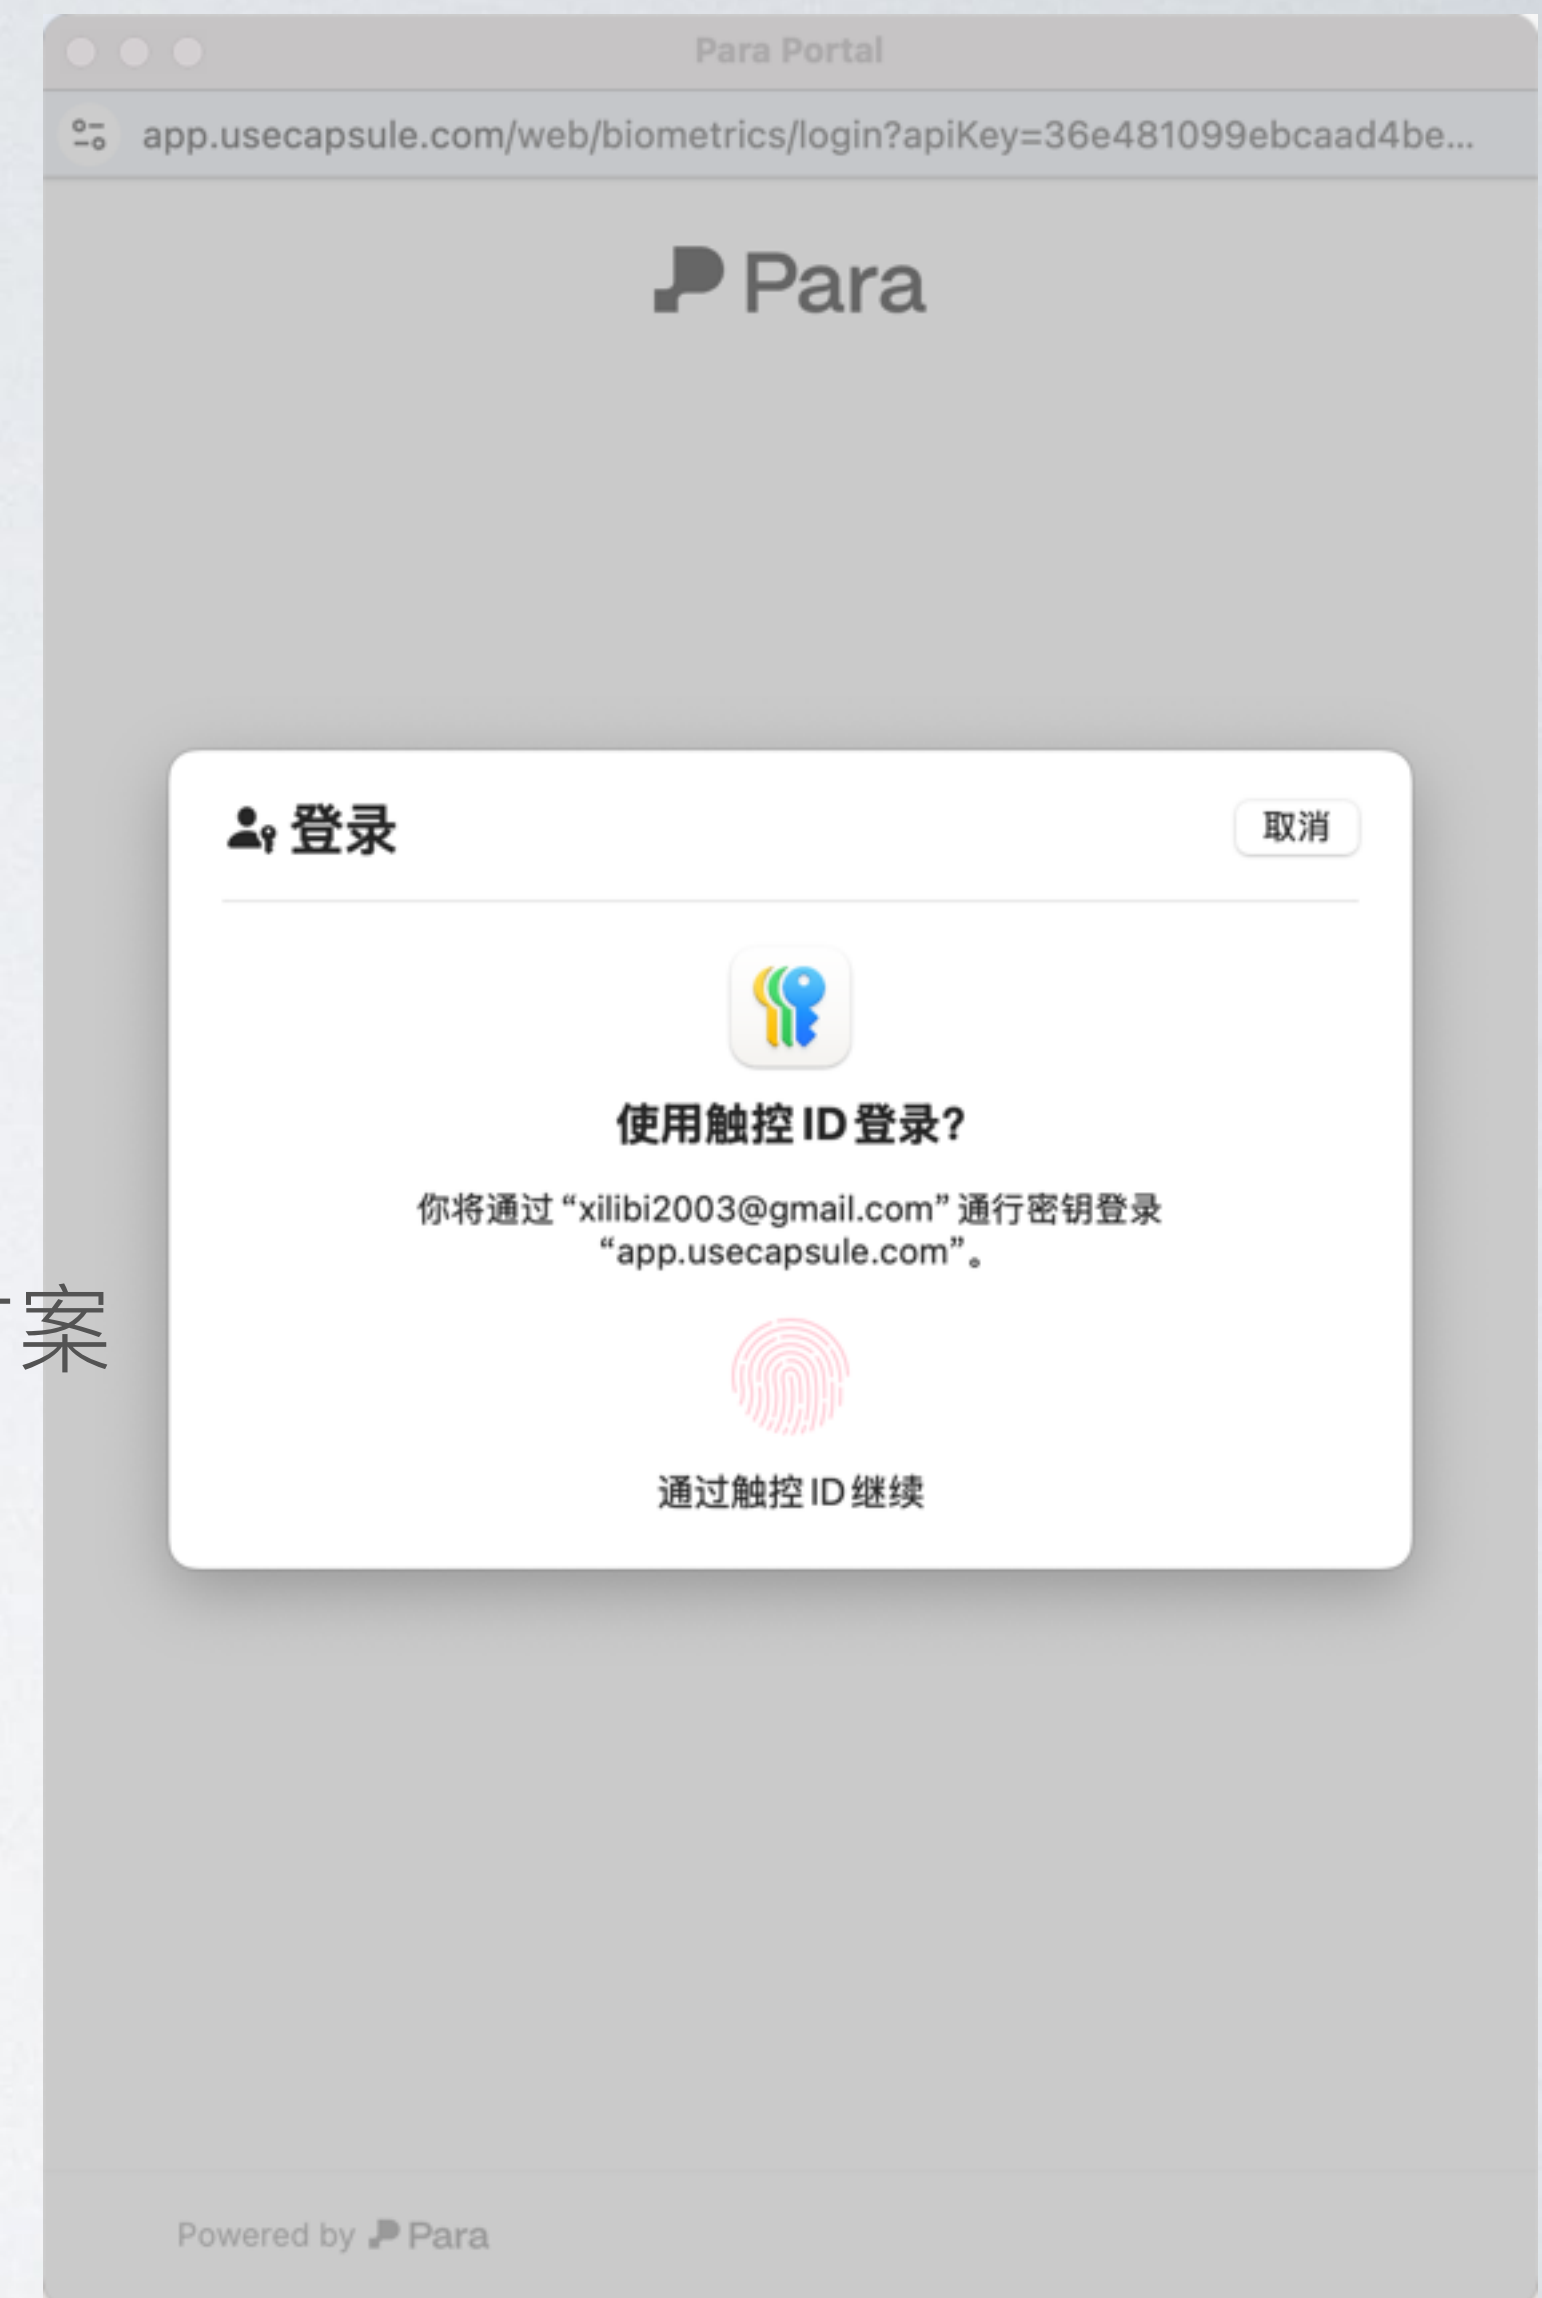 Para Portal
app.usecapsule.com/web/biometrics/login?apiKey=36e481099ebcaad4be...
Para
登录
取消
使用触控 ID 登录?
你将通过 “xilibi2003@gmail.com” 通行密钥登录
“app.usecapsule.com”。
案
通过触控 ID 继续
Powered by Para